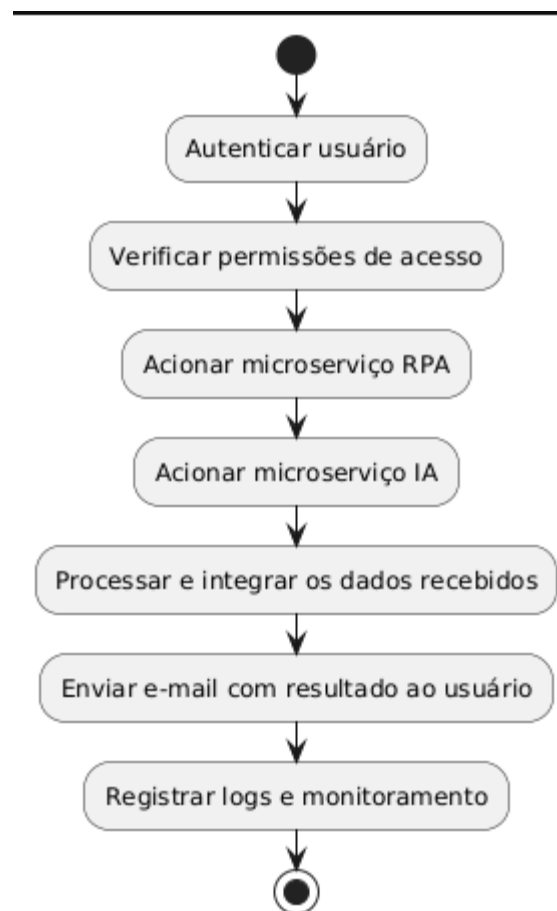 Autenticar usuário
Verificar permissões de acesso
Acionar microserviço RPA
Acionar microserviço IA
Processar e integrar os dados recebidos
Enviar e-mail com resultado ao usuário
Registrar logs e monitoramento